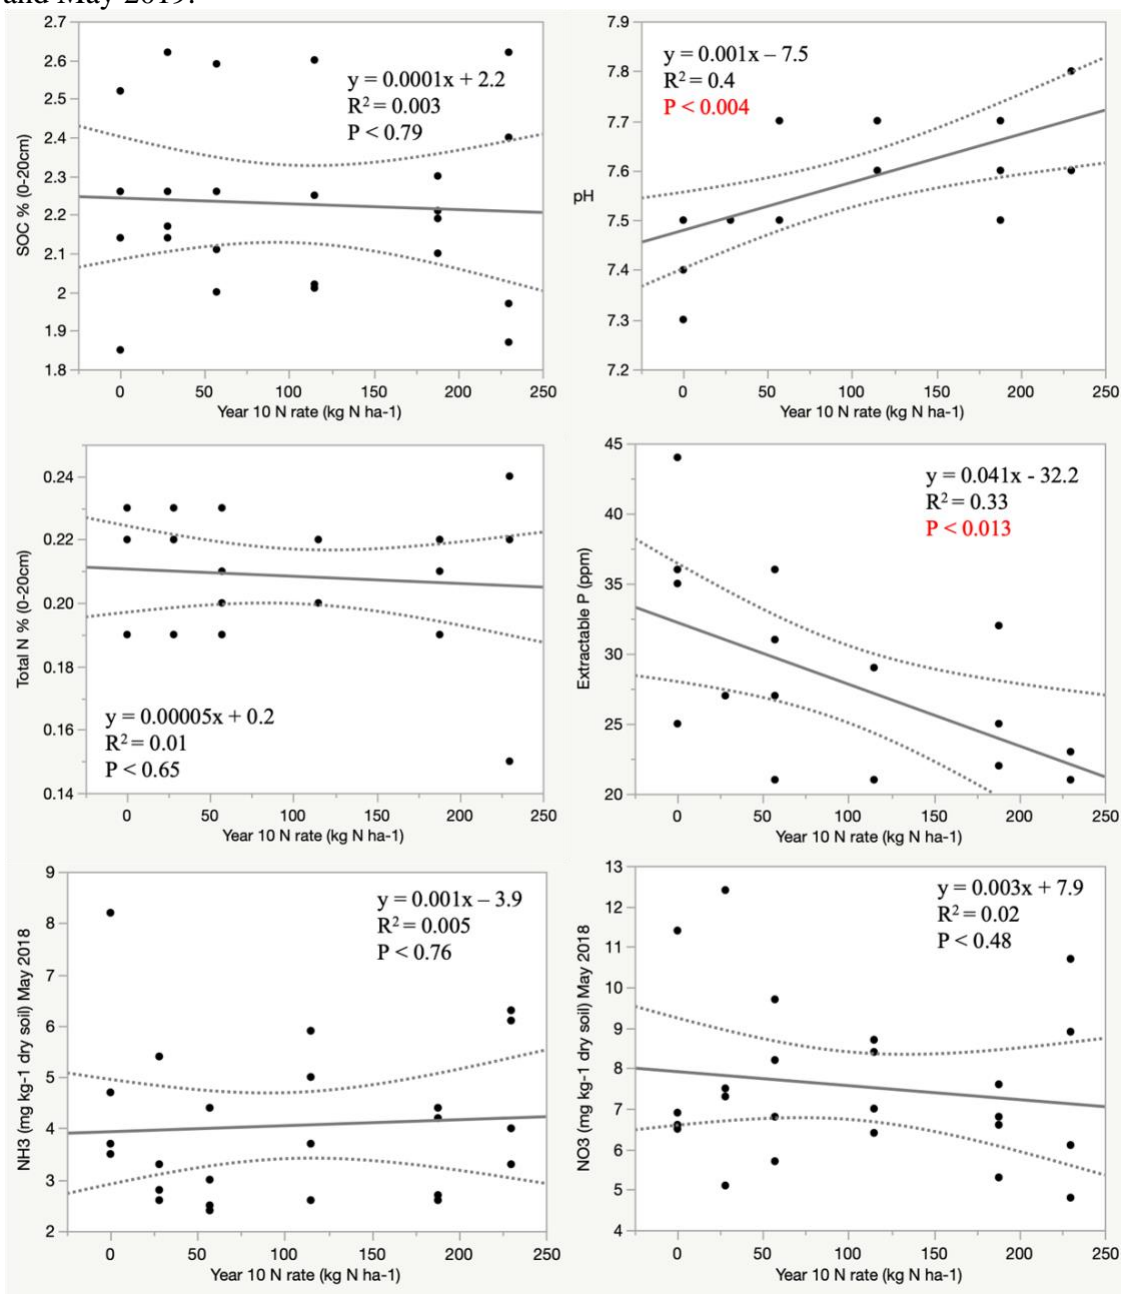 and May 2019.
2.7
2.6
2.5
2.4
2.3
2.2
2.1
2
1.9
1.8
SOC % (0-20cm)
y = 0.0001x + 2.2
R² = 0.003
P < 0.79
0 50 100 150 200 250
Year 10 N rate (kg N ha-1)
7.9
7.8
7.7
7.6
7.5
7.4
7.3
7.2
pH
y = 0.001x – 7.5
R² = 0.4
P < 0.004
0 50 100 150 200 250
Year 10 N rate (kg N ha-1)
0.24
0.22
0.20
0.18
0.16
0.14
Total N % (0-20cm)
y = 0.00005x + 0.2
R² = 0.01
P < 0.65
0 50 100 150 200 250
Year 10 N rate (kg N ha-1)
45
40
35
30
25
20
Extractable P (ppm)
y = 0.041x - 32.2
R² = 0.33
P < 0.013
0 50 100 150 200 250
Year 10 N rate (kg N ha-1)
9
8
7
6
5
4
3
2
NH3 (mg kg-1 dry soil) May 2018
y = 0.001x – 3.9
R² = 0.005
P < 0.76
0 50 100 150 200 250
Year 10 N rate (kg N ha-1)
13
12
11
10
9
8
7
6
5
4
NO3 (mg kg-1 dry soil) May 2018
y = 0.003x + 7.9
R² = 0.02
P < 0.48
0 50 100 150 200 250
Year 10 N rate (kg N ha-1)